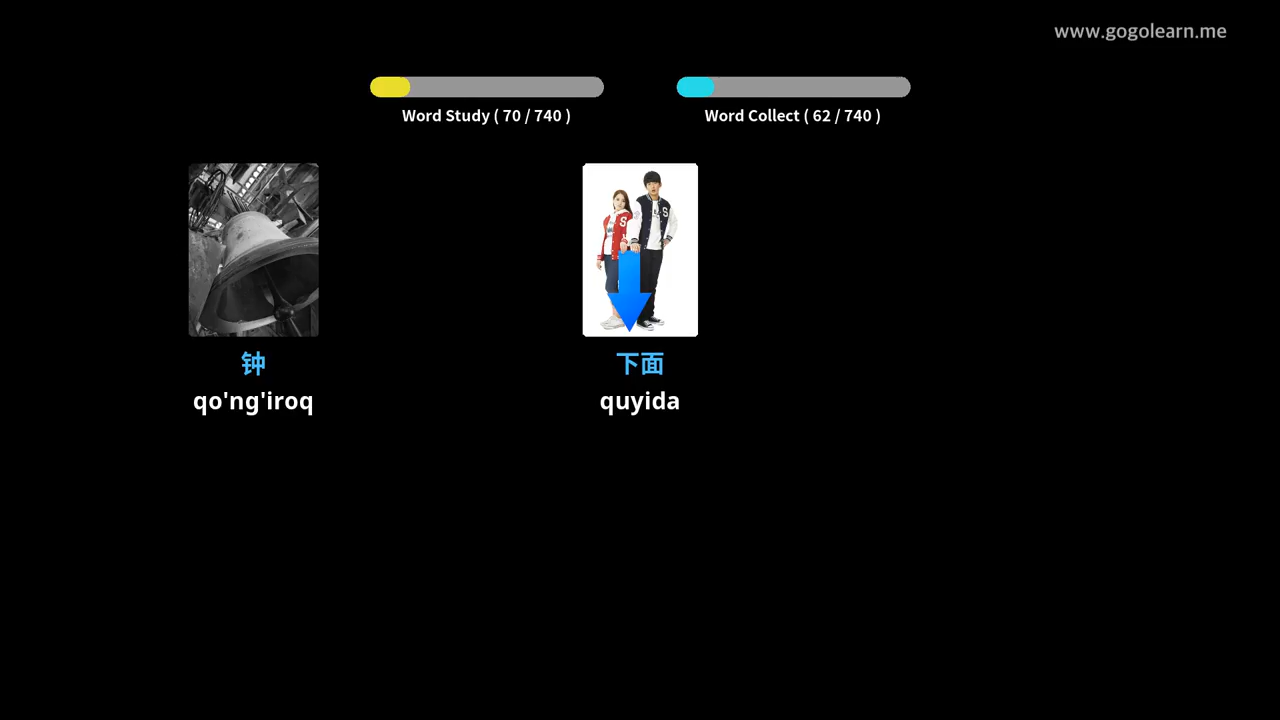 www.gogolearn.me
Word Study ( 70 / 740 )
Word Collect ( 62 / 740 )
钟
qo'ng'iroq
下面
quyida
S
S